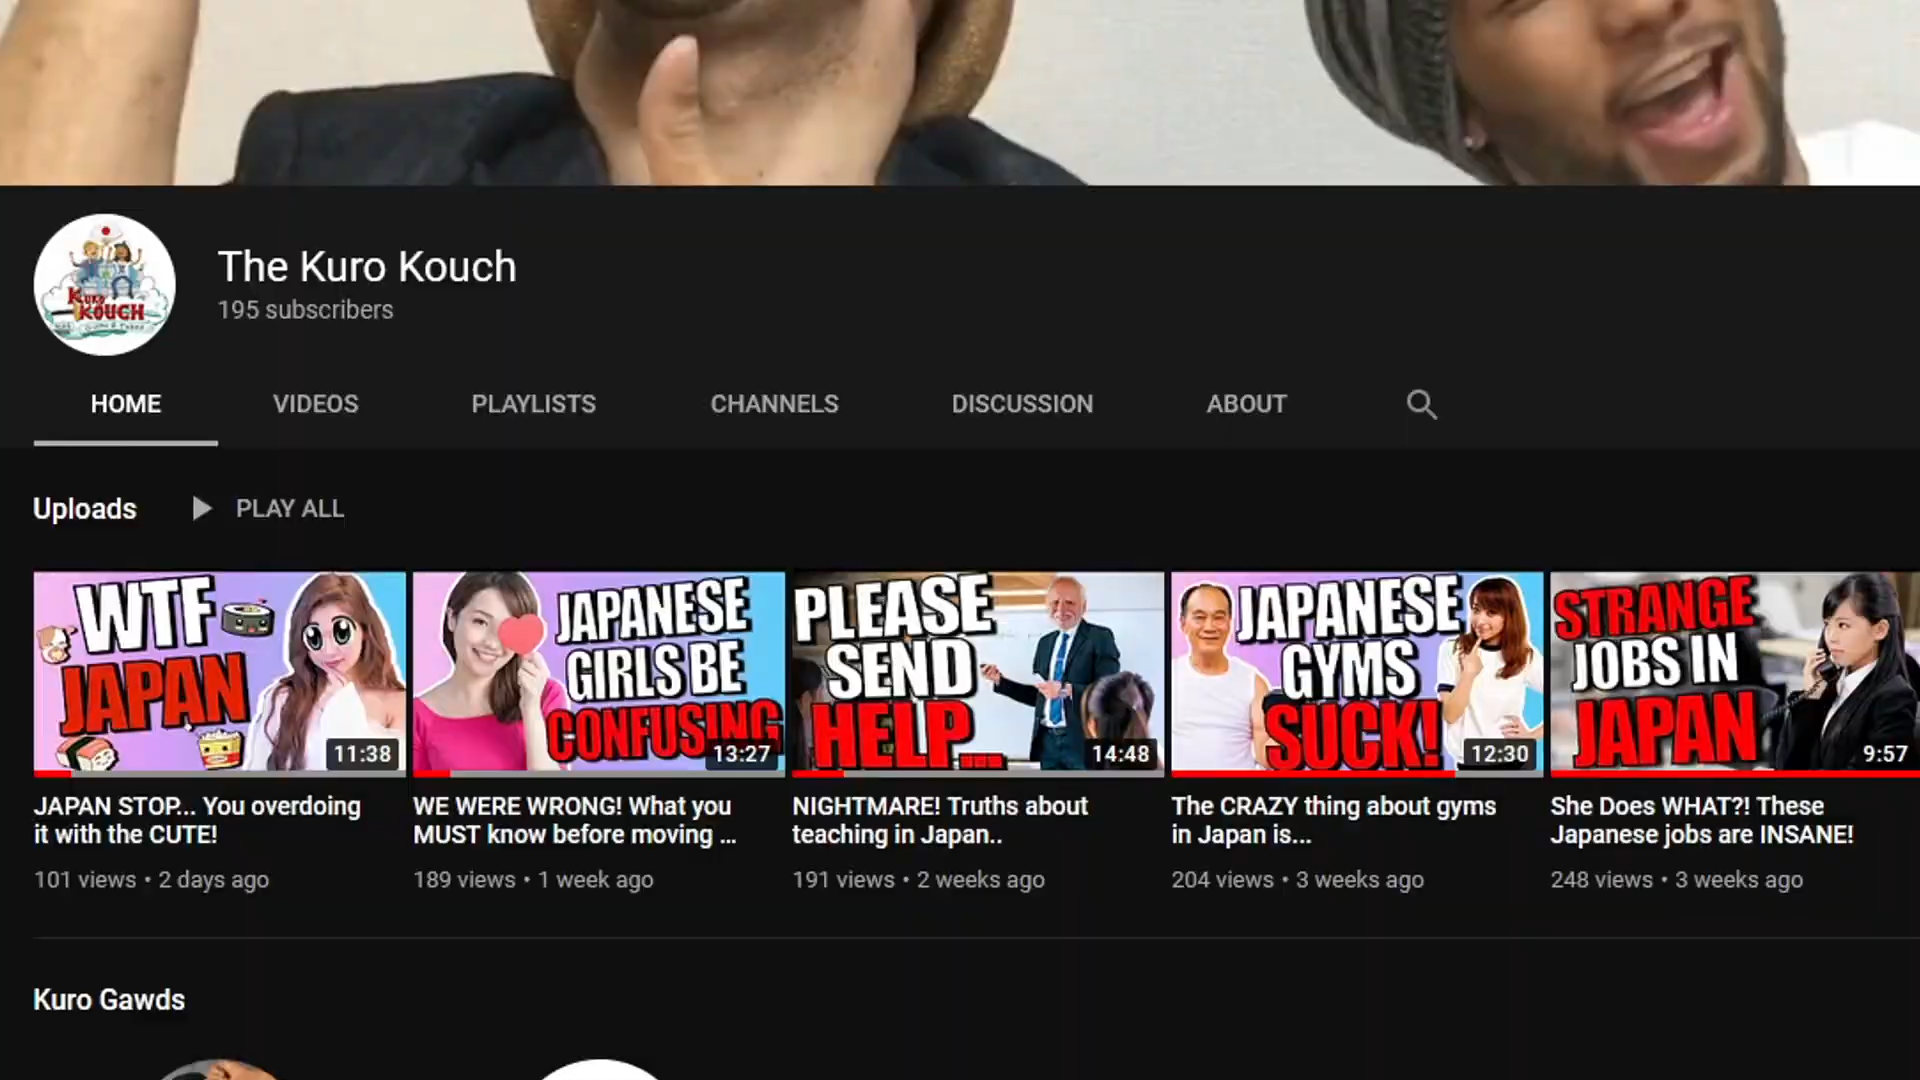 The Kuro Kouch
195 subscribers
KURO
KOUCH
HOME
VIDEOS
PLAYLISTS
CHANNELS
DISCUSSION
ABOUT
Uploads
PLAY ALL
WTF
JAPAN
11:38
JAPANESE
GIRLS BE
CONFUSING
13:27
PLEASE
SEND
HELP...
14:48
JAPANESE
GYMS
SUCK!
12:30
STRANGE
JOBS IN
JAPAN
9:57
JAPAN STOP... You overdoing
it with the CUTE!
101 views • 2 days ago
WE WERE WRONG! What you
MUST know before moving ...
189 views • 1 week ago
NIGHTMARE! Truths about
teaching in Japan..
191 views • 2 weeks ago
The CRAZY thing about gyms
in Japan is...
204 views • 3 weeks ago
She Does WHAT?! These
Japanese jobs are INSANE!
248 views • 3 weeks ago
Kuro Gawds